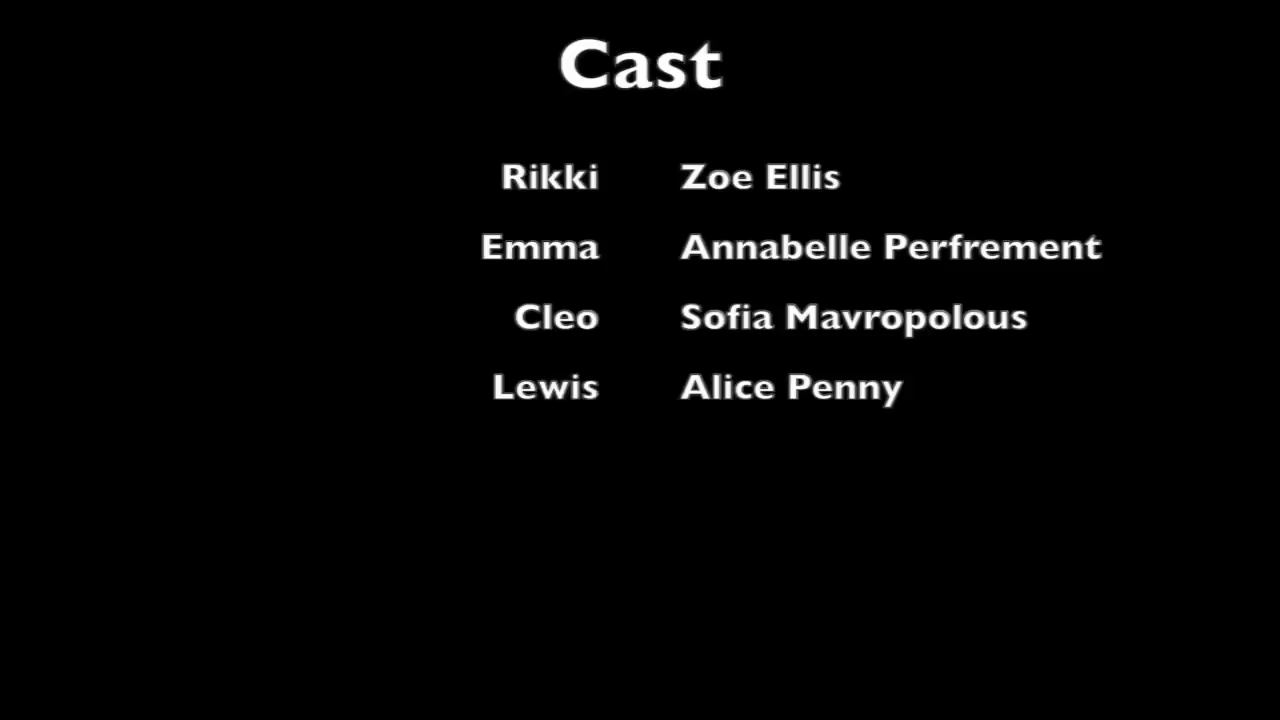 Cast
Rikki Zoe Ellis
Emma Annabelle Perfrement
Cleo Sofia Mavropolous
Lewis Alice Penny